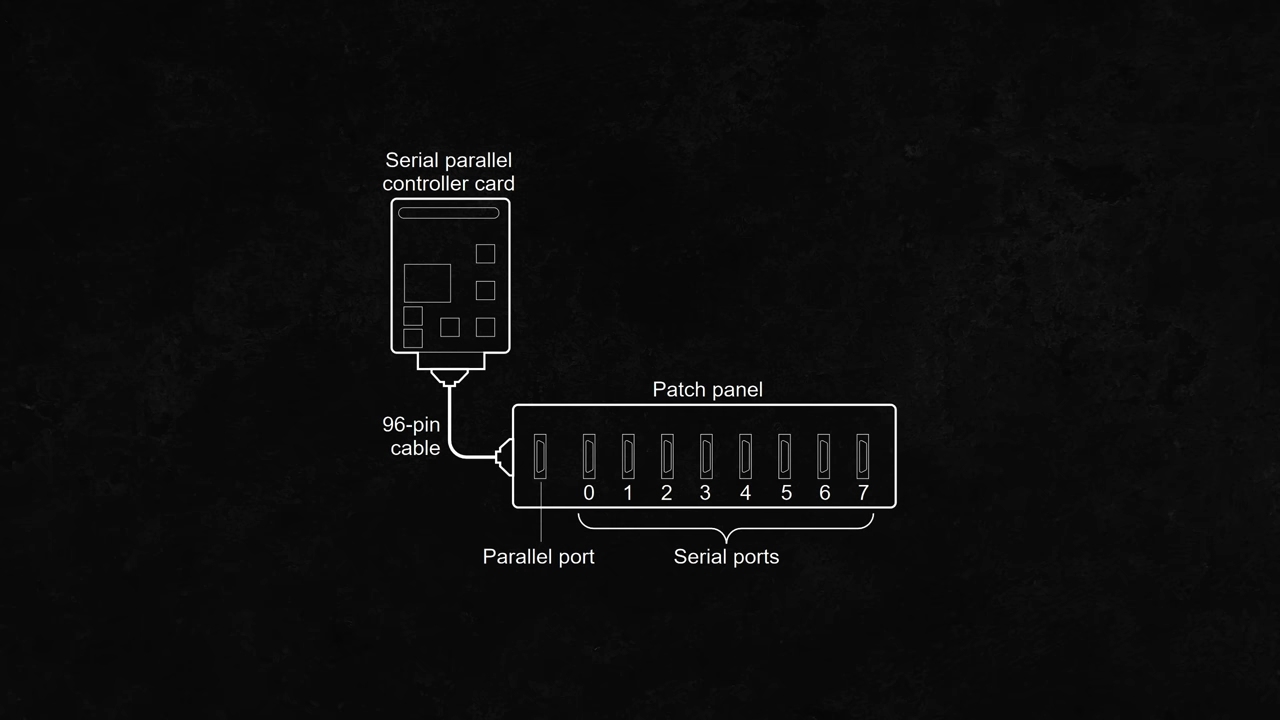 Serial parallel
controller card
Patch panel
96-pin
cable
0 1 2 3 4 5 6 7
Parallel port
Serial ports